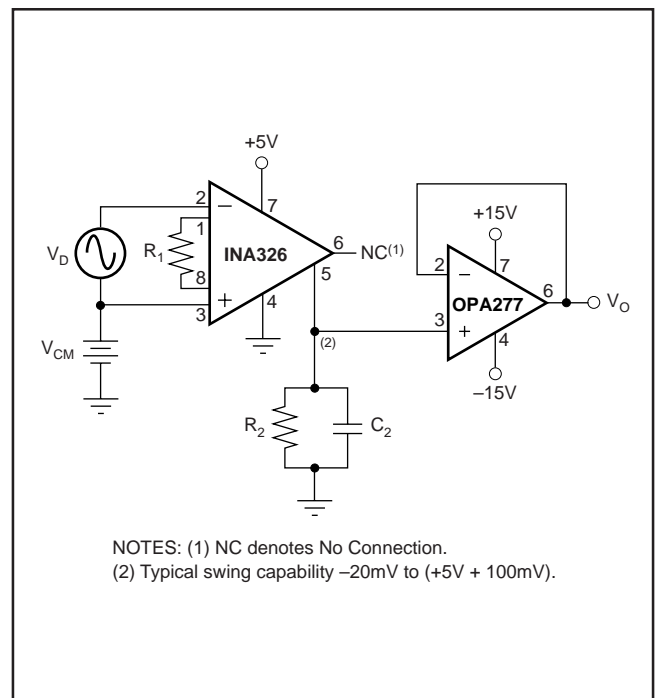 +5V
2
7
1
V_D
R_1
INA326
6
NC(1)
5
8
3
4
V_CM
(2)
+15V
2
7
OPA277
6
V_O
3
4
–15V
R_2
C_2
NOTES: (1) NC denotes No Connection.
(2) Typical swing capability –20mV to (+5V + 100mV).